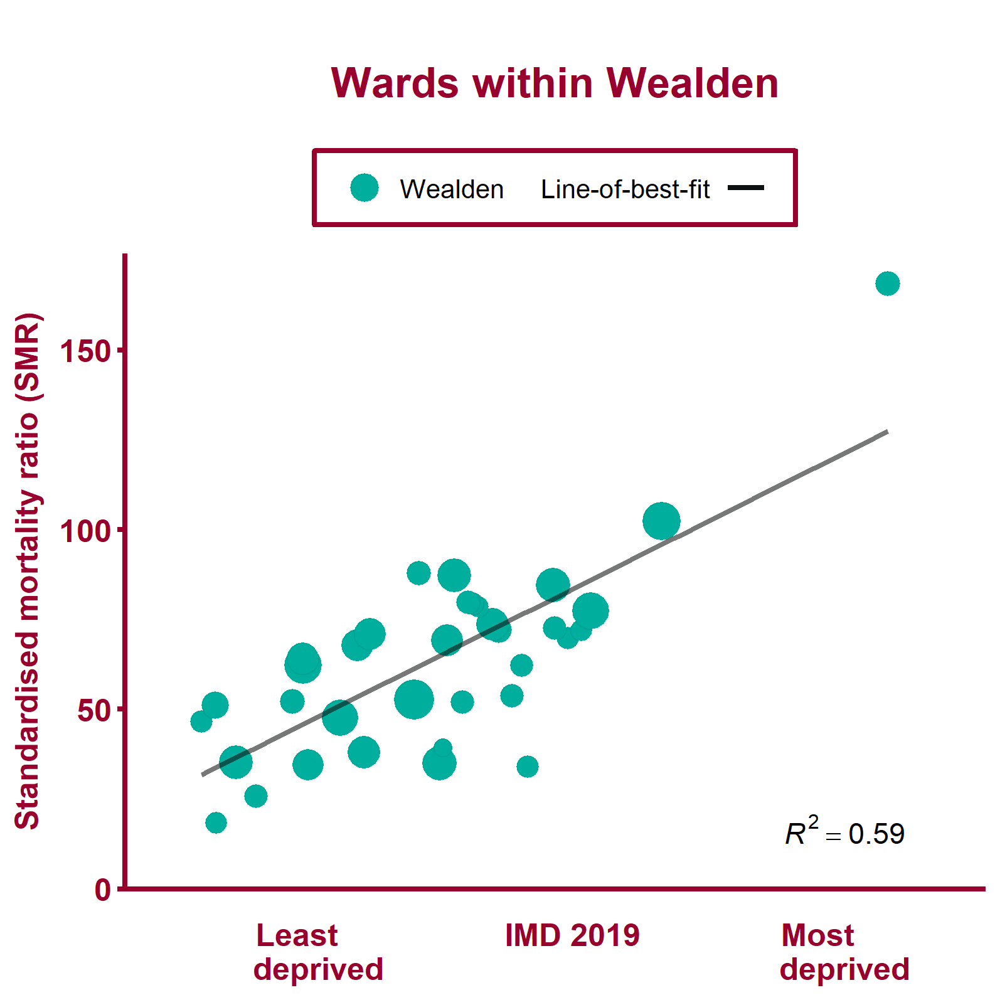 Wards within Wealden
Wealden Line-of-best-fit
Standardised mortality ratio (SMR)
150
100
50
0
Least deprived
IMD 2019
Most deprived
R² = 0.59